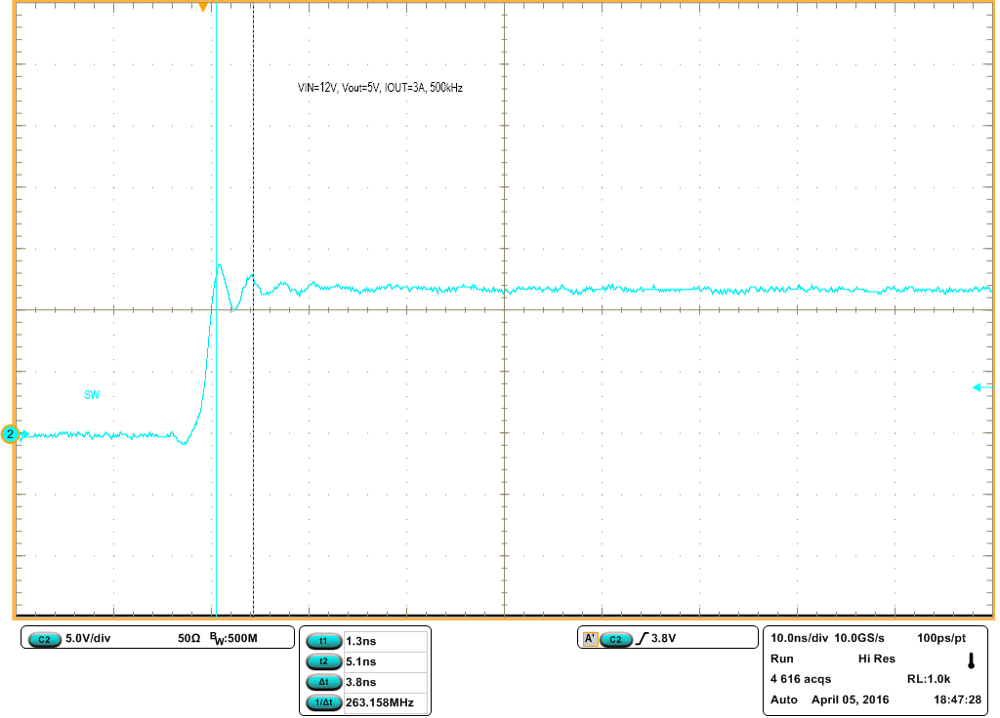 VIN=12V, Vout=5V, IOUT=3A, 500kHz
SW
2
C2 5.0V/div 50Ω BW:500M
t1 1.3ns
t2 5.1ns
Δt 3.8ns
1/Δt 263.158MHz
A' C2 3.8V
10.0ns/div 10.0GS/s 100ps/pt
Run Hi Res
4 616 acqs RL:1.0k
Auto April 05, 2016 18:47:28